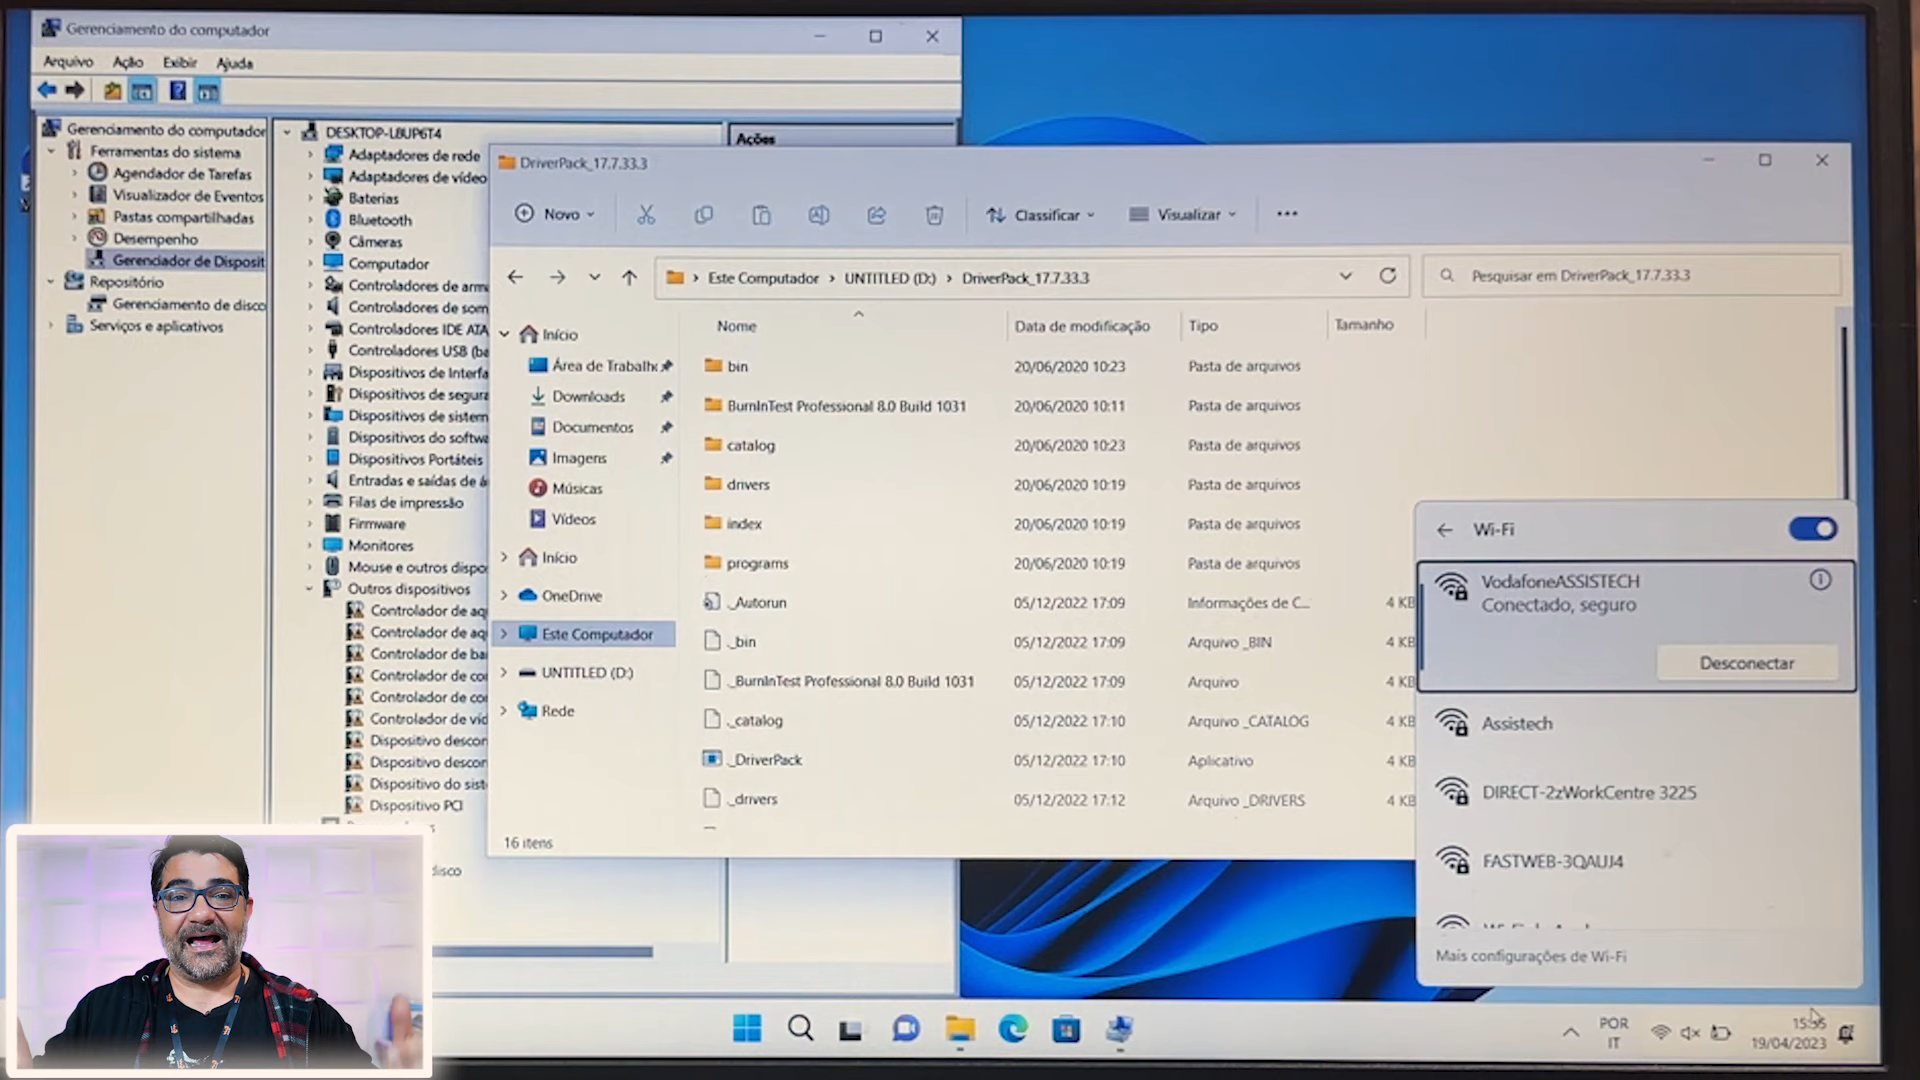 Gerenciamento do computador
Arquivo Ação Exibir Ajuda
Gerenciamento do computador
Ferramentas do sistema
Agendador de Tarefas
Visualizador de Eventos
Pastas compartilhadas
Desempenho
Gerenciador de Disposit
Repositório
Gerenciamento de disco
Serviços e aplicativos
DESKTOP-L8UP6T4
Adaptadores de rede
Adaptadores de vídeo
Baterias
Bluetooth
Câmeras
Computador
Controladores de arm
Controladores de som
Controladores IDE ATA
Controladores USB (ba
Dispositivos de Interfa
Dispositivos de segura
Dispositivos de sistem
Dispositivos do softwa
Dispositivos Portáteis
Entradas e saídas de á
Filas de impressão
Firmware
Monitores
Mouse e outros dispo
Outros dispositivos
Controlador de aq
Controlador de aq
Controlador de ba
Controlador de co
Controlador de co
Controlador de víd
Dispositivo descon
Dispositivo descon
Dispositivo do sist
Dispositivo PCI
disco
Ações
DriverPack_17.7.33.3
Novo
Classificar
Visualizar
Este Computador › UNTITLED (D:) › DriverPack_17.7.33.3
Pesquisar em DriverPack_17.7.33.3
Início
Área de Trabalh
Downloads
Documentos
Imagens
Músicas
Vídeos
Início
OneDrive
Este Computador
UNTITLED (D:)
Rede
Nome Data de modificação Tipo Tamanho
bin 20/06/2020 10:23 Pasta de arquivos
BurnInTest Professional 8.0 Build 1031 20/06/2020 10:11 Pasta de arquivos
catalog 20/06/2020 10:23 Pasta de arquivos
drivers 20/06/2020 10:19 Pasta de arquivos
index 20/06/2020 10:19 Pasta de arquivos
programs 20/06/2020 10:19 Pasta de arquivos
._Autorun 05/12/2022 17:09 Informações de C... 4 KB
._bin 05/12/2022 17:09 Arquivo _BIN 4 KB
._BurnInTest Professional 8.0 Build 1031 05/12/2022 17:09 Arquivo 4 KB
._catalog 05/12/2022 17:10 Arquivo _CATALOG 4 KB
._DriverPack 05/12/2022 17:10 Aplicativo 4 KB
._drivers 05/12/2022 17:12 Arquivo _DRIVERS 4 KB
16 itens
Wi-Fi
VodafoneASSISTECH
Conectado, seguro
Desconectar
Assistech
DIRECT-2zWorkCentre 3225
FASTWEB-3QAUJ4
Mais configurações de Wi-Fi
POR
IT
19/04/2023